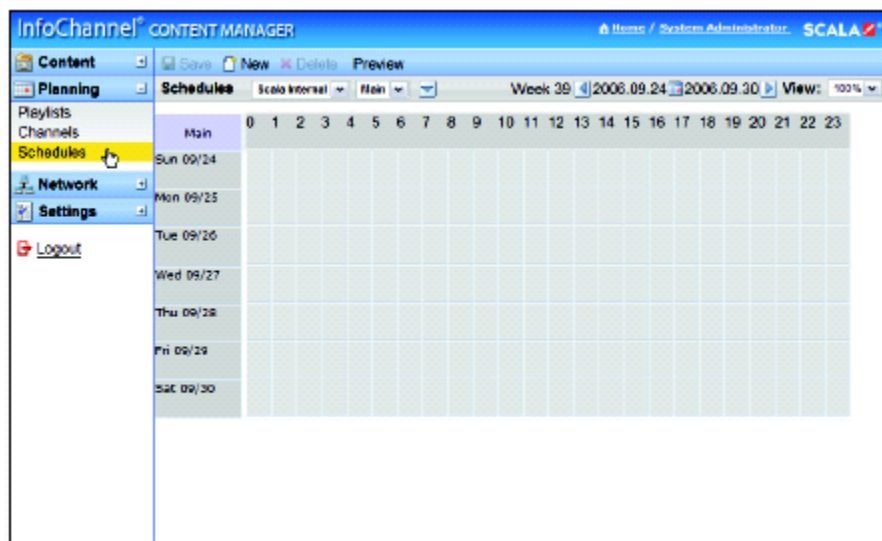 InfoChannel® CONTENT MANAGER
Home / System Administrator
SCALA
Content
Save New Delete Preview
Planning
Schedules Scala Internal Main Week 39 2006.09.24 2006.09.30 View: 100%
Playlists
Channels
Schedules
Network
Settings
Logout
Main 0 1 2 3 4 5 6 7 8 9 10 11 12 13 14 15 16 17 18 19 20 21 22 23
Sun 09/24
Mon 09/25
Tue 09/26
Wed 09/27
Thu 09/28
Fri 09/29
Sat 09/30